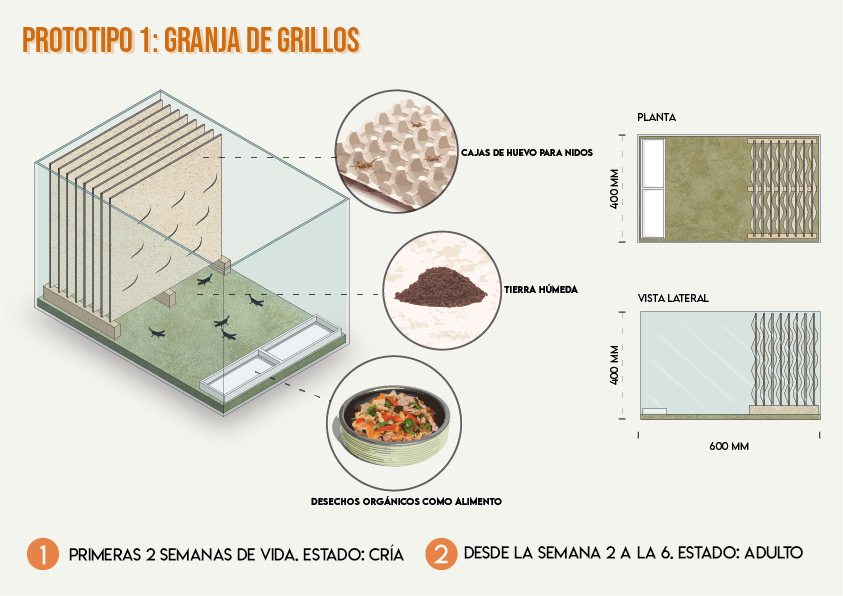 PROTOTIPO 1: GRANJA DE GRILLOS
CAJAS DE HUEVO PARA NIDOS
TIERRA HÚMEDA
DESECHOS ORGÁNICOS COMO ALIMENTO
PLANTA
400 MM
VISTA LATERAL
400 MM
600 MM
1 PRIMERAS 2 SEMANAS DE VIDA. ESTADO: CRÍA
2 DESDE LA SEMANA 2 A LA 6. ESTADO: ADULTO